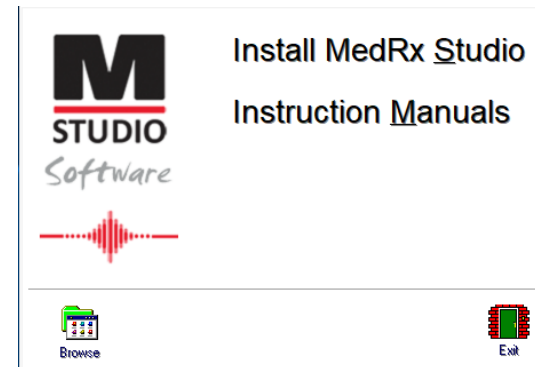 M
STUDIO
Software
Install MedRx Studio
Instruction Manuals
Browse
Exit